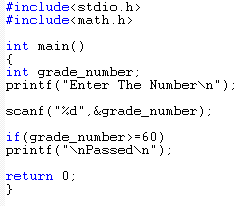 #include<stdio.h>
#include<math.h>
int main()
{
int grade_number;
printf("Enter The Number\n");
scanf("%d",&grade_number);
if(grade_number>=60)
printf("\nPassed\n");
return 0;
}